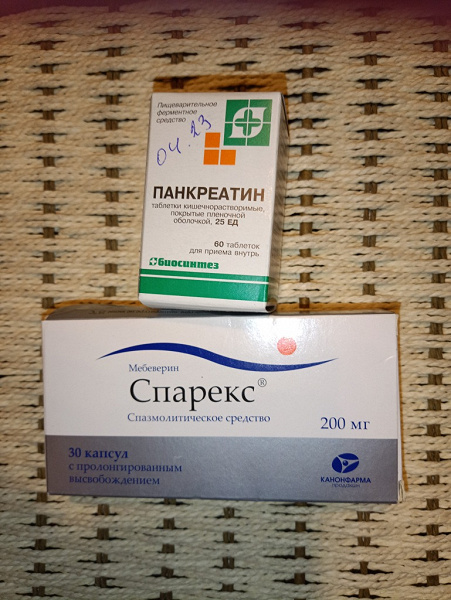 Пищеварительное
ферментное
средство
04.23
ПАНКРЕАТИН
таблетки кишечнорастворимые,
покрытые пленочной
оболочкой, 25 ЕД
60 таблеток
для приема внутрь
биосинтез
Мебеверин
Спарекс®
Спазмолитическое средство
200 мг
30 капсул
с пролонгированным
высвобождением
КАНОНФАРМА